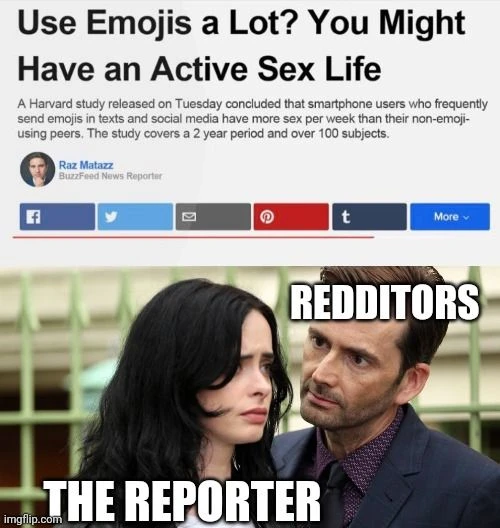 Use Emojis a Lot? You Might
Have an Active Sex Life
A Harvard study released on Tuesday concluded that smartphone users who frequently
send emojis in texts and social media have more sex per week than their non-emoji-
using peers. The study covers a 2 year period and over 100 subjects.
Raz Matazz
BuzzFeed News Reporter
f
t
More
REDDITORS
THE REPORTER
imgflip.com